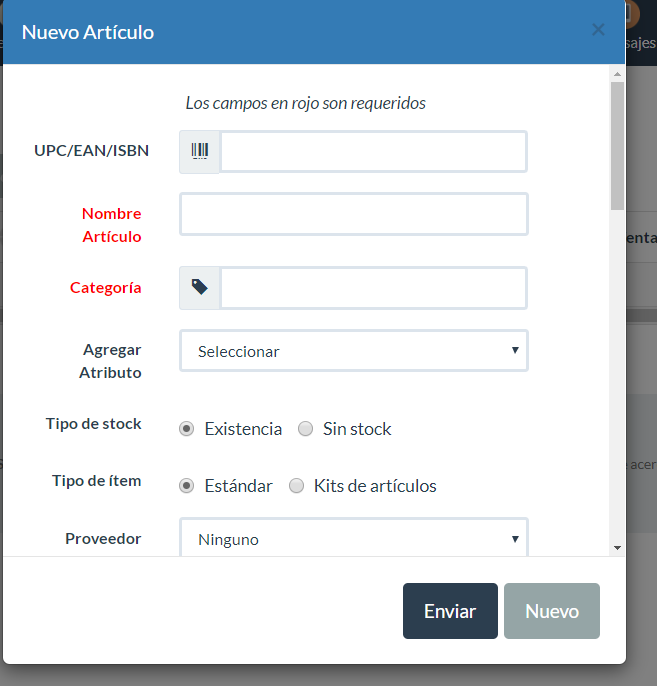 Nuevo Artículo
×
sajes
Los campos en rojo son requeridos
UPC/EAN/ISBN
Nombre
Artículo
Categoría
Agregar
Atributo
Seleccionar
Tipo de stock
Existencia
Sin stock
Tipo de ítem
Estándar
Kits de artículos
Proveedor
Ninguno
Enviar
Nuevo
enta
acer